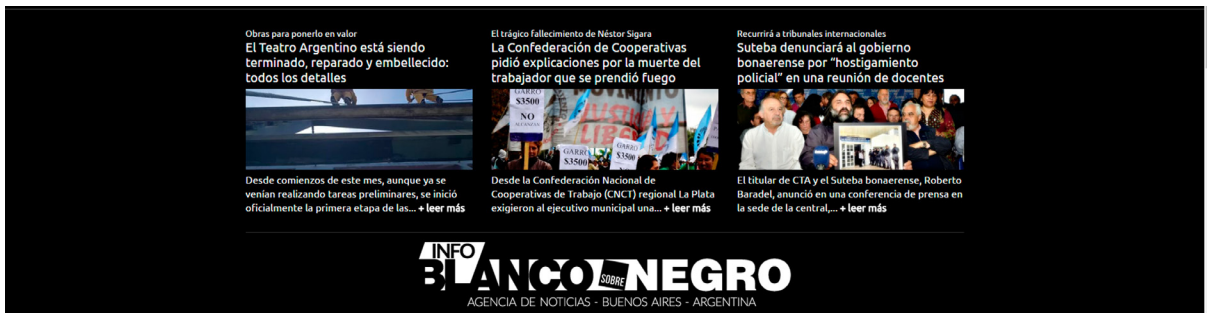 Obras para ponerlo en valor
El Teatro Argentino está siendo
terminado, reparado y embellecido:
todos los detalles
Desde comienzos de este mes, aunque ya se
venian realizando tareas preliminares, se inició
oficialmente la primera etapa de las... + leer más
El trágico fallecimiento de Néstor Sigara
La Confederación de Cooperativas
pidió explicaciones por la muerte del
trabajador que se prendió fuego
GARRO
$3500
NO
ALCANZAN
MOVIMIENTO
JUSTICIA Y
LIBERTAD
GARRO
$3500
GARRO
$3500
Desde la Confederación Nacional de
Cooperativas de Trabajo (CNCT) regional La Plata
exigieron al ejecutivo municipal una... + leer más
Recurrirá a tribunales internacionales
Suteba denunciará al gobierno
bonaerense por “hostigamiento
policial” en una reunión de docentes
El titular de CTA y el Suteba bonaerense, Roberto
Baradel, anunció en una conferencia de prensa en
la sede de la central,... + leer más
INFO
BLANCO SOBRE NEGRO
AGENCIA DE NOTICIAS - BUENOS AIRES - ARGENTINA